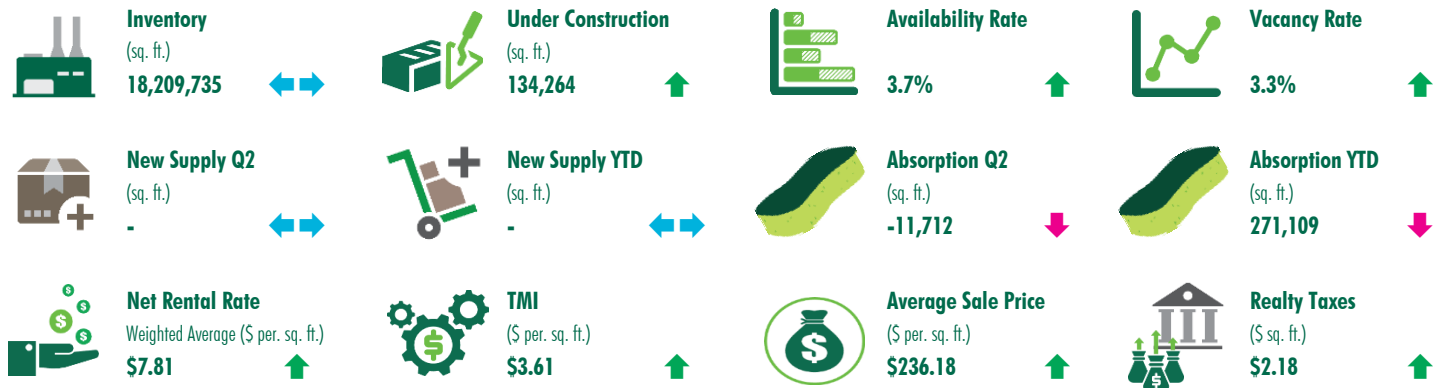 Inventory
(sq. ft.)
18,209,735
Under Construction
(sq. ft.)
134,264
Availability Rate
3.7%
Vacancy Rate
3.3%
New Supply Q2
(sq. ft.)
-
New Supply YTD
(sq. ft.)
-
Absorption Q2
(sq. ft.)
-11,712
Absorption YTD
(sq. ft.)
271,109
Net Rental Rate
Weighted Average ($ per. sq. ft.)
$7.81
TMI
($ per. sq. ft.)
$3.61
Average Sale Price
($ per. sq. ft.)
$236.18
Realty Taxes
($ sq. ft.)
$2.18